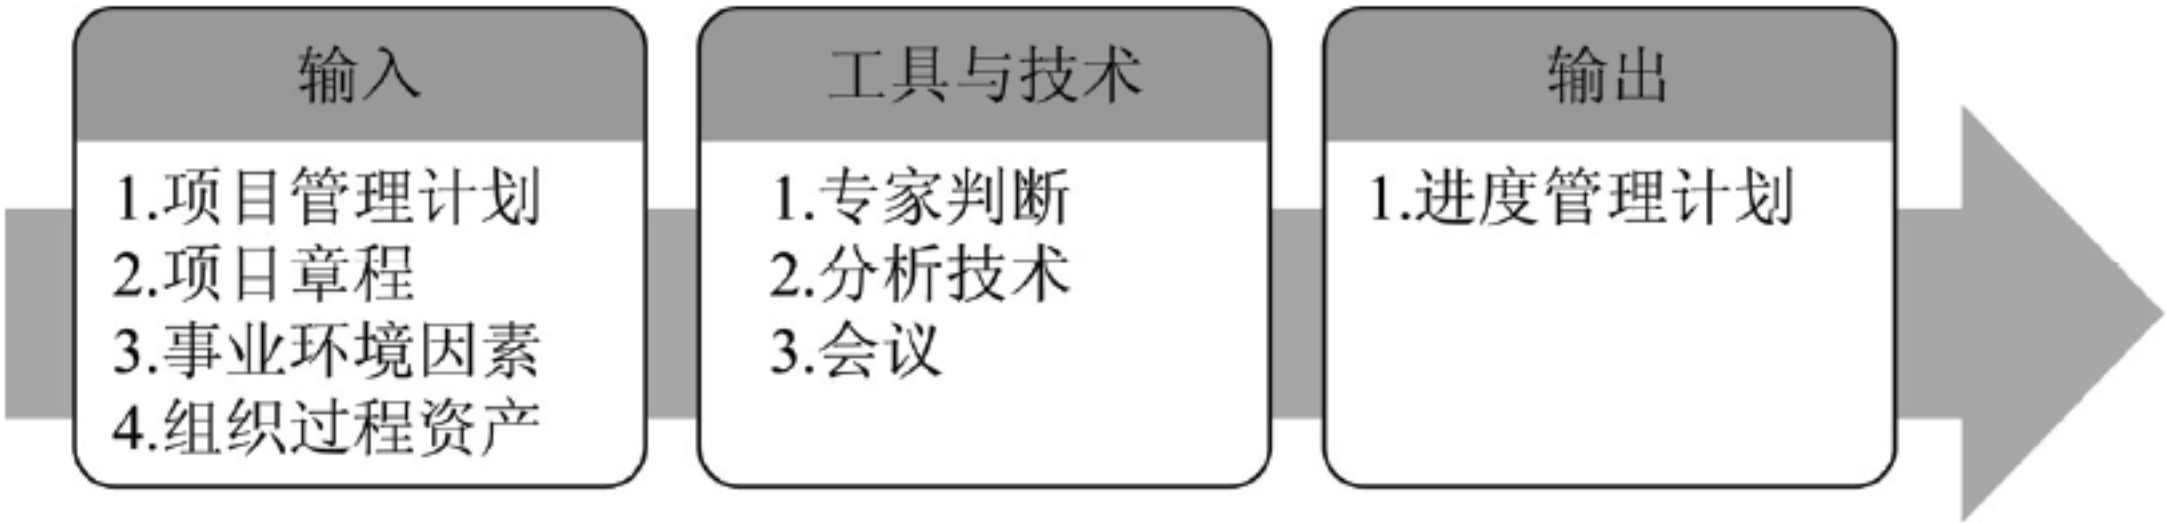 输入
1.项目管理计划
2.项目章程
3.事业环境因素
4.组织过程资产
工具与技术
1.专家判断
2.分析技术
3.会议
输出
1.进度管理计划